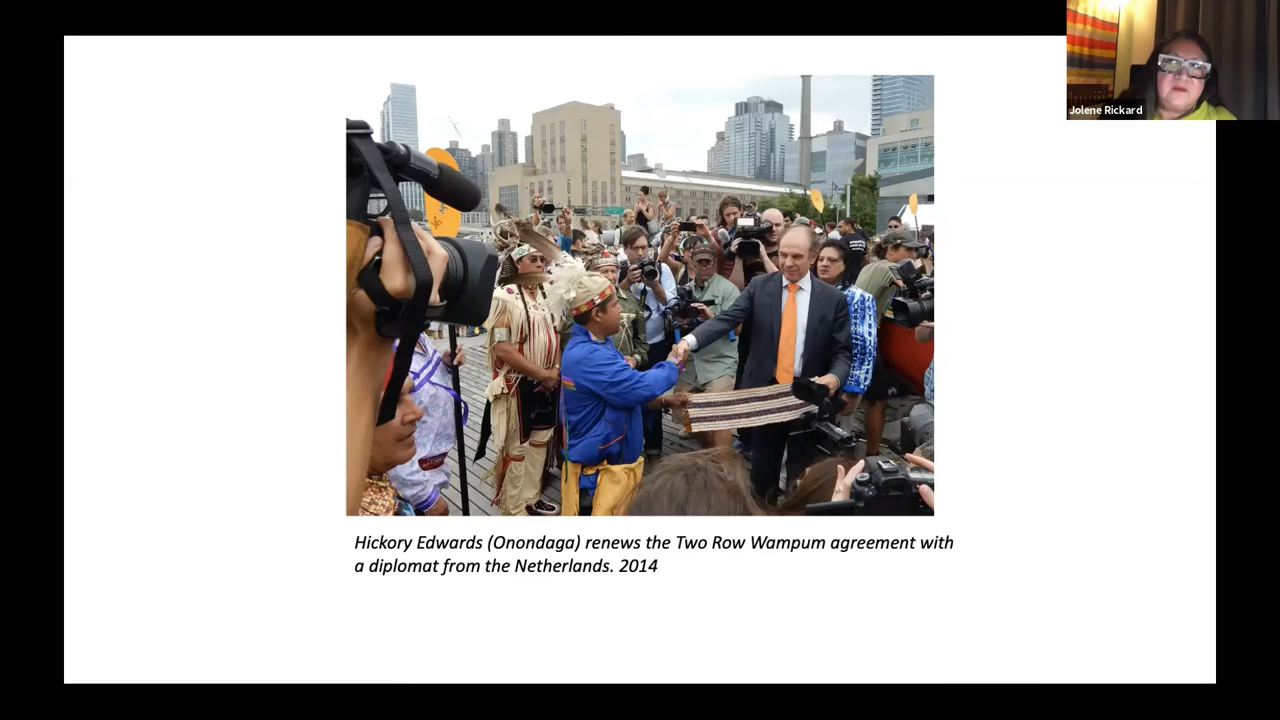 Jolene Rickard
Hickory Edwards (Onondaga) renews the Two Row Wampum agreement with
a diplomat from the Netherlands. 2014